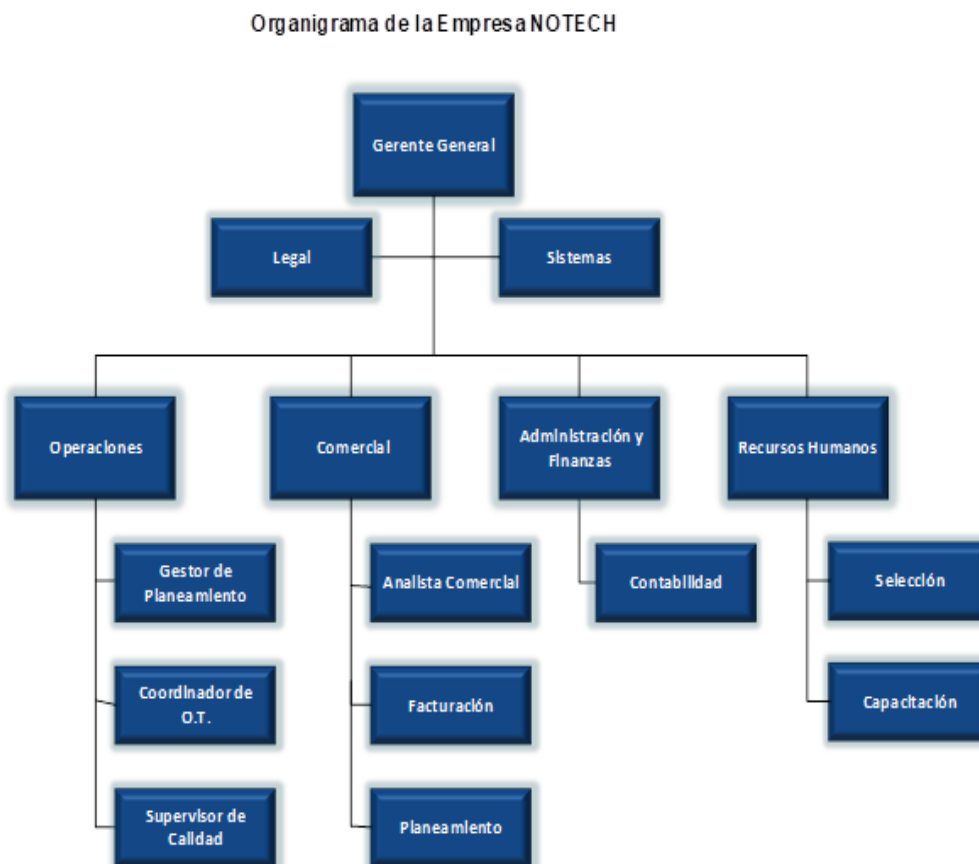 Organigrama de la Empresa NOTECH
Gerente General
Legal
Sistemas
Operaciones
Comercial
Administración y
Finanzas
Recursos Humanos
Gestor de
Planeamiento
Analista Comercial
Contabilidad
Selección
Coordinador de
O.T.
Facturación
Capacitación
Supervisor de
Calidad
Planeamiento